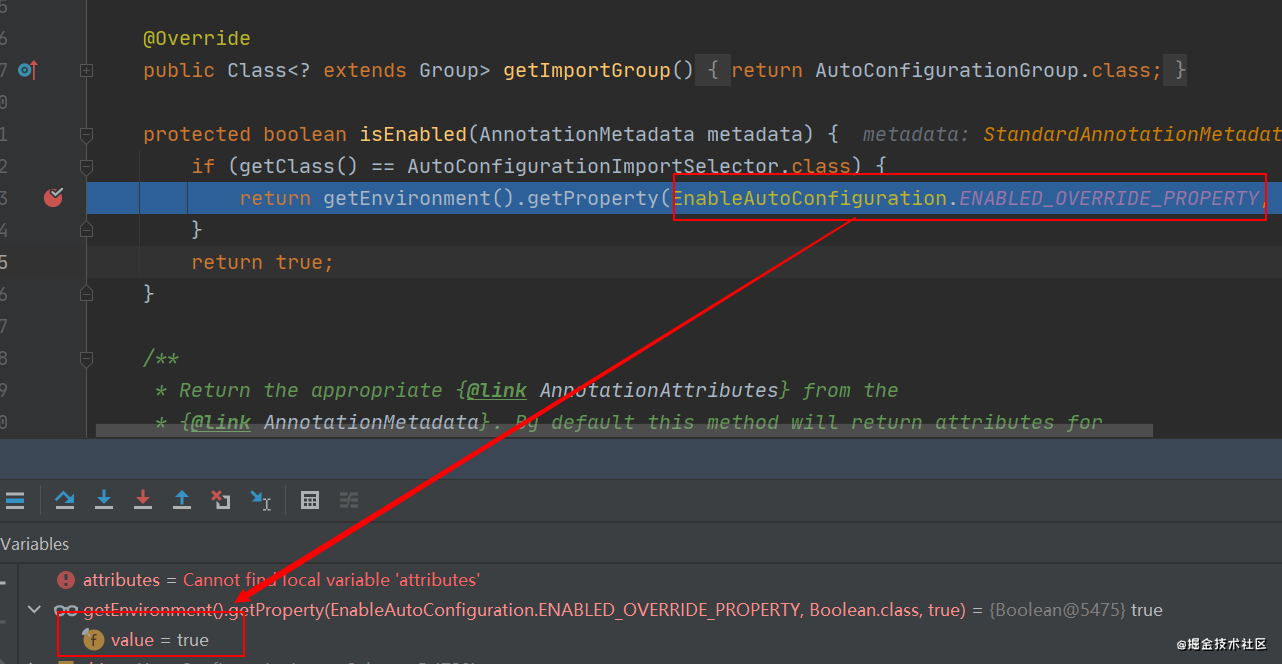 5
6 @Override
7 public Class<? extends Group> getImportGroup() { return AutoConfigurationGroup.class; }
0
1 protected boolean isEnabled(AnnotationMetadata metadata) { metadata: StandardAnnotationMetadat
2 if (getClass() == AutoConfigurationImportSelector.class) {
3 return getEnvironment().getProperty(EnableAutoConfiguration.ENABLED_OVERRIDE_PROPERTY,
4 }
5 return true;
6 }
7
8 /**
9 * Return the appropriate {@link AnnotationAttributes} from the
0 * {@link AnnotationMetadata}. By default this method will return attributes for
Variables
attributes = Cannot find local variable 'attributes'
getEnvironment().getProperty(EnableAutoConfiguration.ENABLED_OVERRIDE_PROPERTY, Boolean.class, true) = {Boolean@5475} true
f value = true
@掘金技术社区